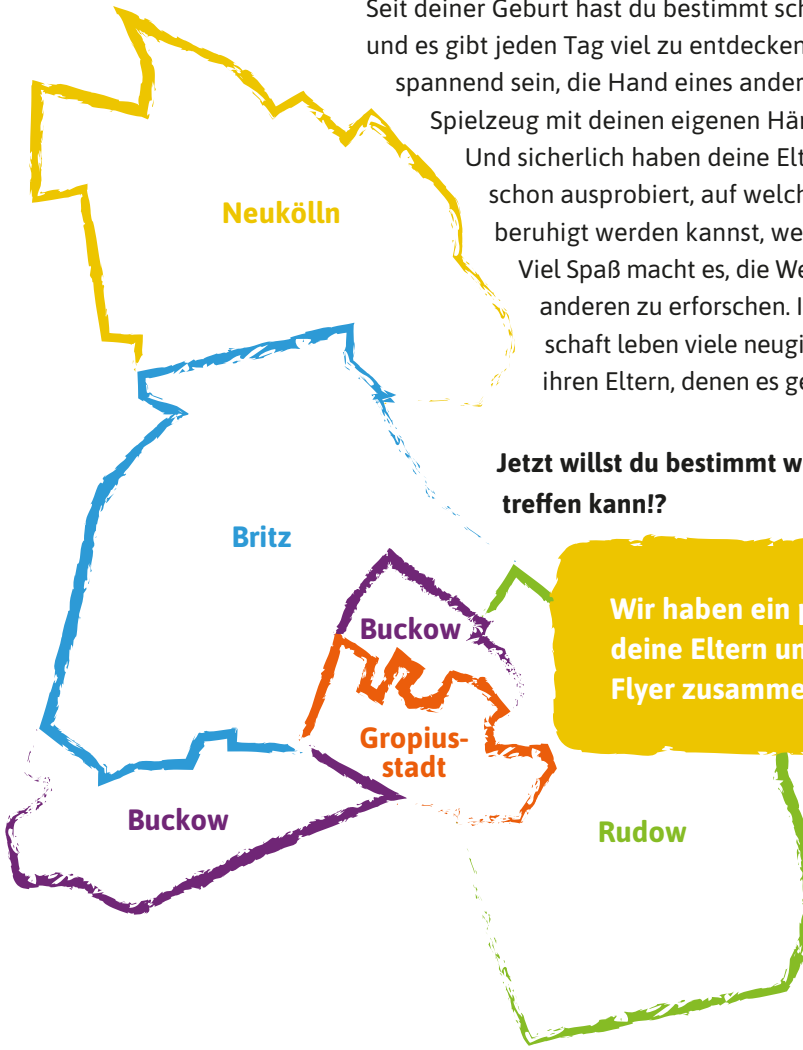 Seit deiner Geburt hast du bestimmt sch
und es gibt jeden Tag viel zu entdecken
spannend sein, die Hand eines ander
Spielzeug mit deinen eigenen Hän
Und sicherlich haben deine Elt
schon ausprobiert, auf welch
beruhigt werden kannst, we
Viel Spaß macht es, die We
anderen zu erforschen. I
schaft leben viele neugi
ihren Eltern, denen es ge
Jetzt willst du bestimmt w
treffen kann!?
Wir haben ein p
deine Eltern un
Flyer zusamme
Neukölln
Britz
Buckow
Gropius-
stadt
Buckow
Rudow